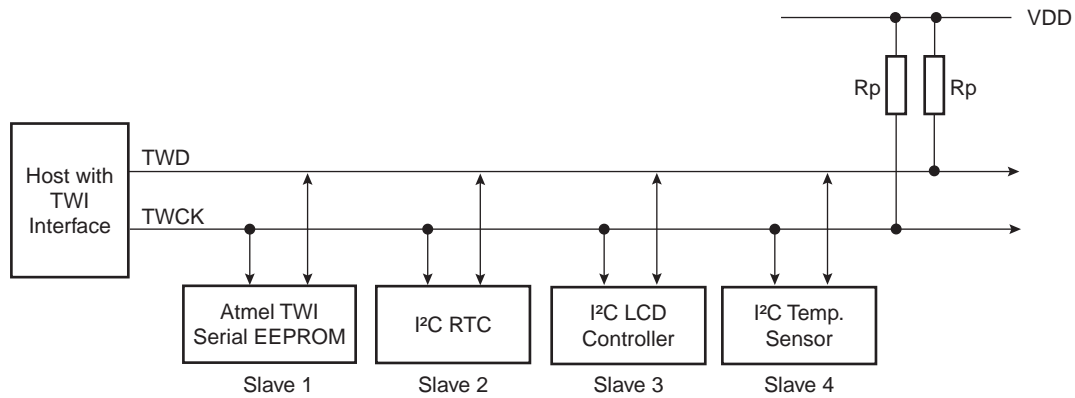 VDD
Rp
Rp
Host with
TWI
Interface
TWD
TWCK
Atmel TWI
Serial EEPROM
I²C RTC
I²C LCD
Controller
I²C Temp.
Sensor
Slave 1
Slave 2
Slave 3
Slave 4